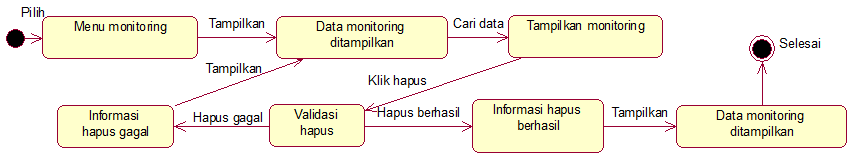 Pilih
Menu monitoring
Tampilkan
Data monitoring
ditampilkan
Cari data
Tampilkan monitoring
Selesai
Tampilkan
Klik hapus
Informasi
hapus gagal
Hapus gagal
Validasi
hapus
Hapus berhasil
Informasi hapus
berhasil
Tampilkan
Data monitoring
ditampilkan